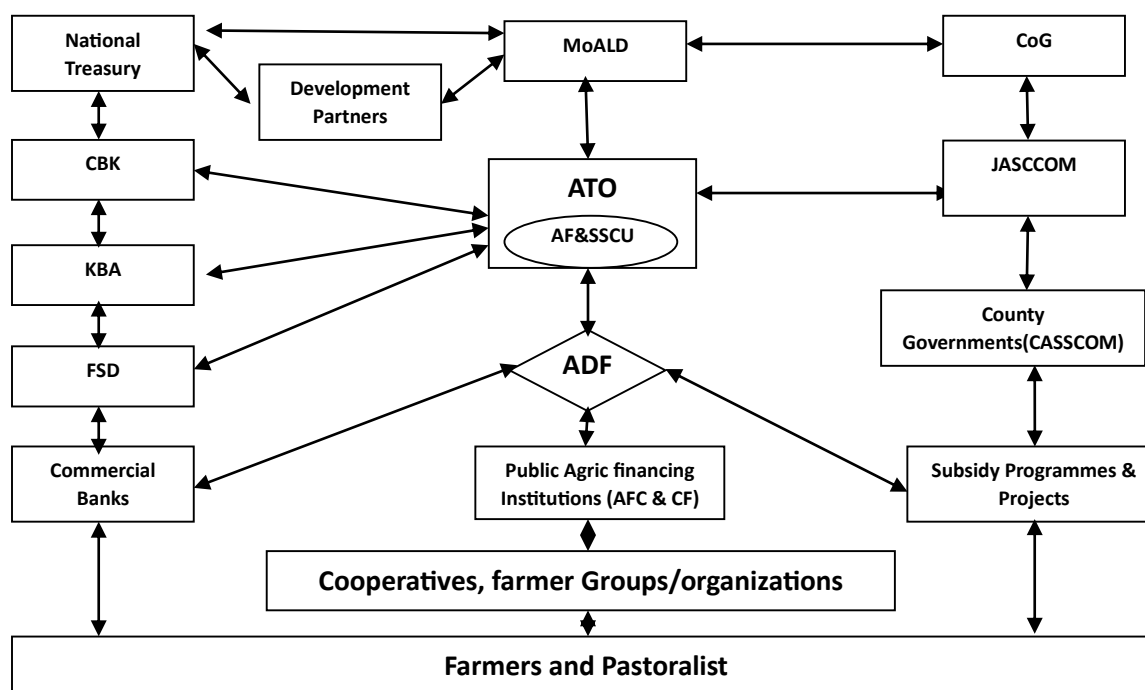 National
Treasury
MoALD
CoG
Development
Partners
CBK
ATO
JASCCOM
AF&SSCU
KBA
County
Governments(CASSCOM)
FSD
ADF
Commercial
Banks
Public Agric financing
Institutions (AFC & CF)
Subsidy Programmes &
Projects
Cooperatives, farmer Groups/organizations
Farmers and Pastoralist